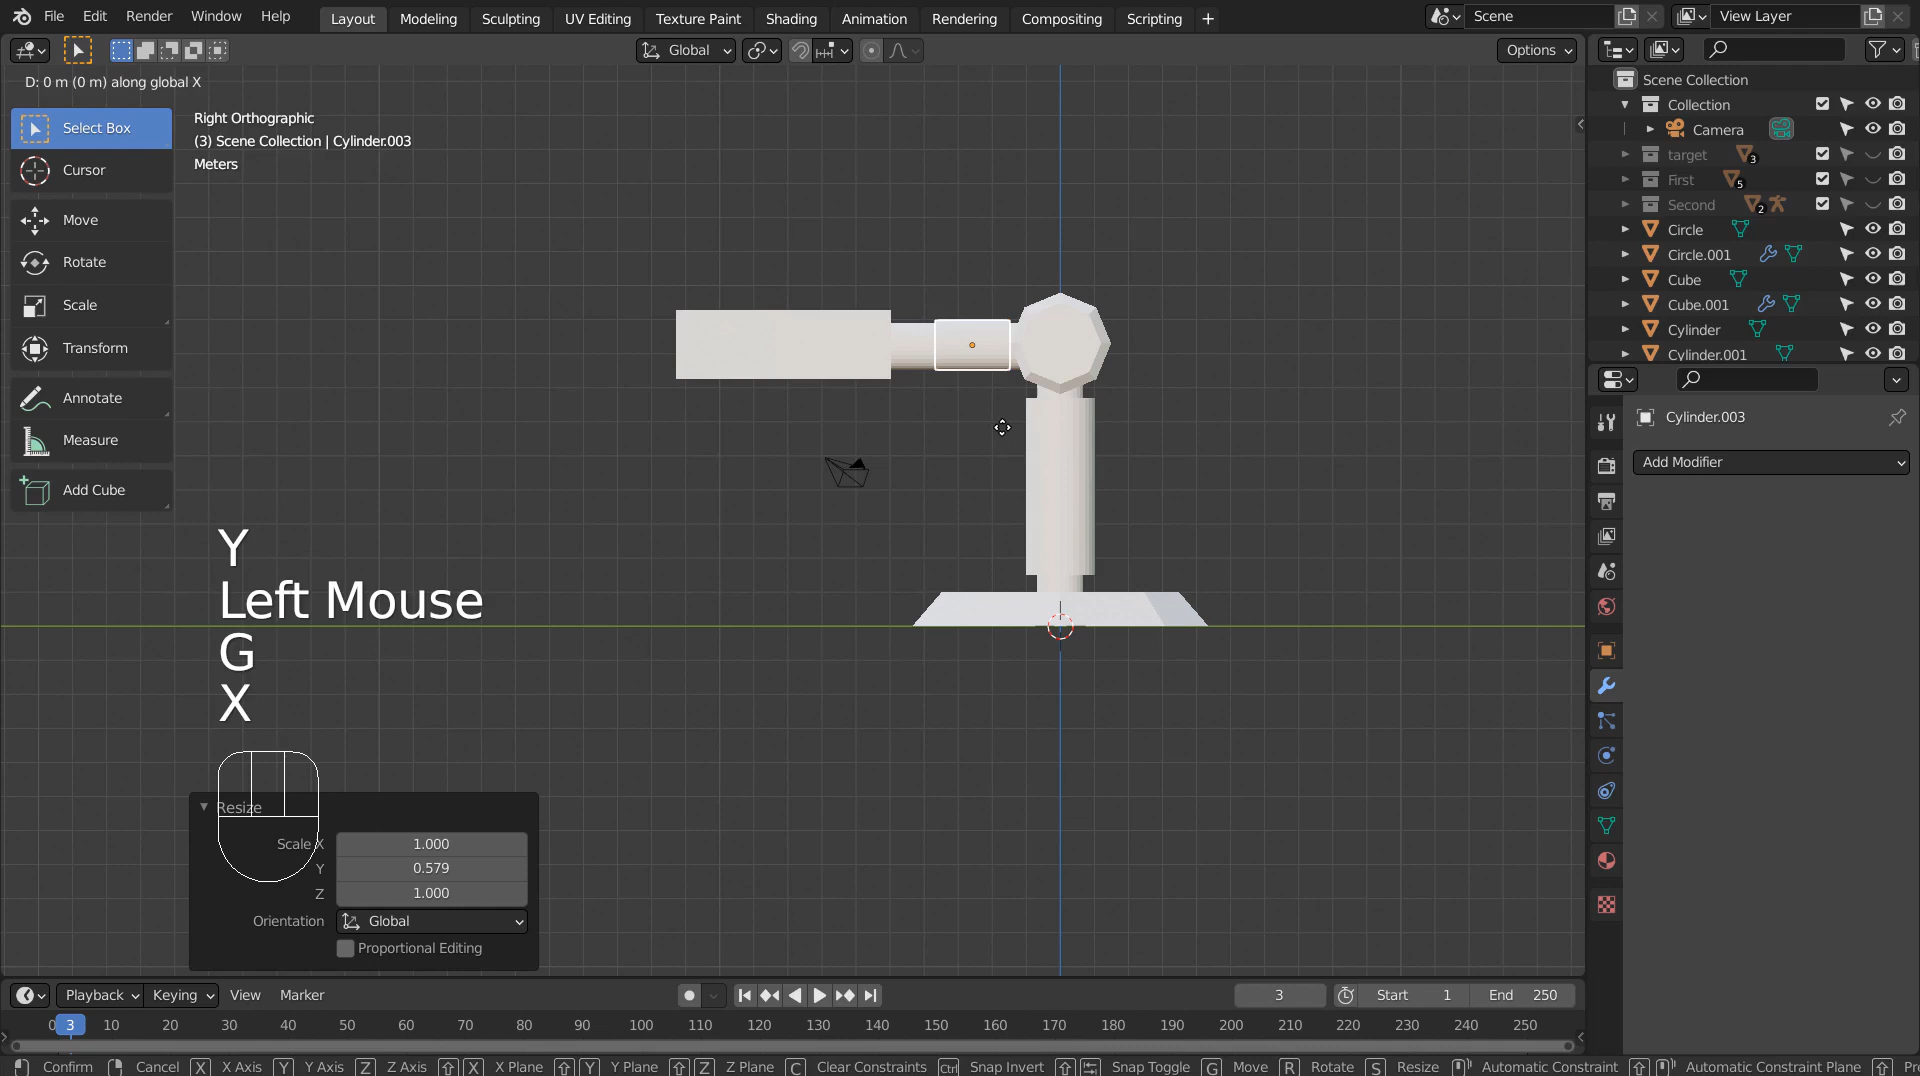 File Edit Render Window Help
Layout Modeling Sculpting UV Editing Texture Paint Shading Animation Rendering Compositing Scripting +
Scene
View Layer
Global
Options
D: 0 m (0 m) along global X
Select Box
Cursor
Move
Rotate
Scale
Transform
Annotate
Measure
Add Cube
Right Orthographic
(3) Scene Collection | Cylinder.003
Meters
Scene Collection
Collection
Camera
target 3
First 5
Second 2
Circle
Circle.001
Cube
Cube.001
Cylinder
Cylinder.001
Cylinder.003
Add Modifier
Y
Left Mouse
G
X
Resize
Scale X 1.000
Y 0.579
Z 1.000
Orientation Global
Proportional Editing
Playback Keying View Marker
3 Start 1 End 250
0 3 10 20 30 40 50 60 70 80 90 100 110 120 130 140 150 160 170 180 190 200 210 220 230 240 250
Confirm Cancel X X Axis Y Y Axis Z Z Axis X X Plane Y Y Plane Z Z Plane C Clear Constraints Ctrl Snap Invert Snap Toggle G Move R Rotate S Resize Automatic Constraint Automatic Constraint Plane